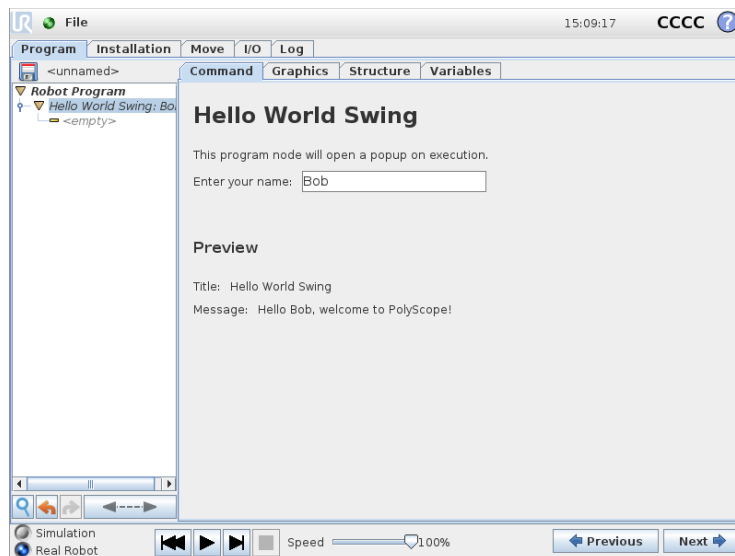 UR File 15:09:17 CCCC ?
Program Installation Move I/O Log
<unnamed>
Command Graphics Structure Variables
Robot Program
Hello World Swing: Bo
<empty>
Hello World Swing
This program node will open a popup on execution.
Enter your name: Bob
Preview
Title: Hello World Swing
Message: Hello Bob, welcome to PolyScope!
Simulation
Real Robot
Speed 100%
Previous Next